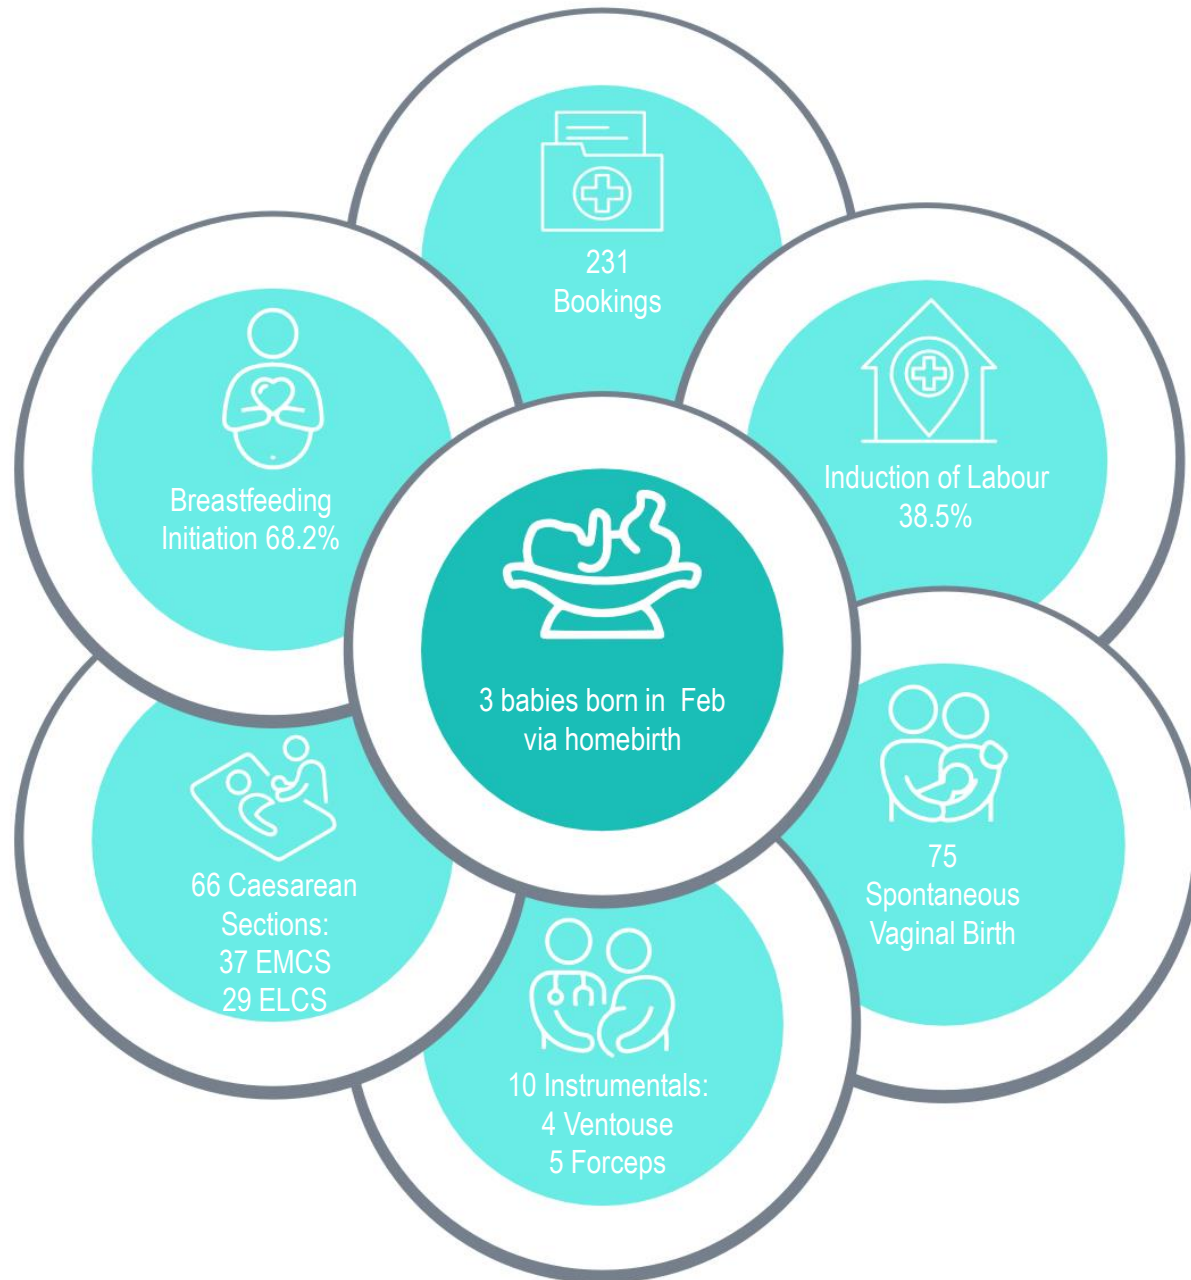 231
Bookings
Induction of Labour
38.5%
75
Spontaneous
Vaginal Birth
10 Instrumentals:
4 Ventouse
5 Forceps
66 Caesarean
Sections:
37 EMCS
29 ELCS
Breastfeeding
Initiation 68.2%
3 babies born in Feb
via homebirth